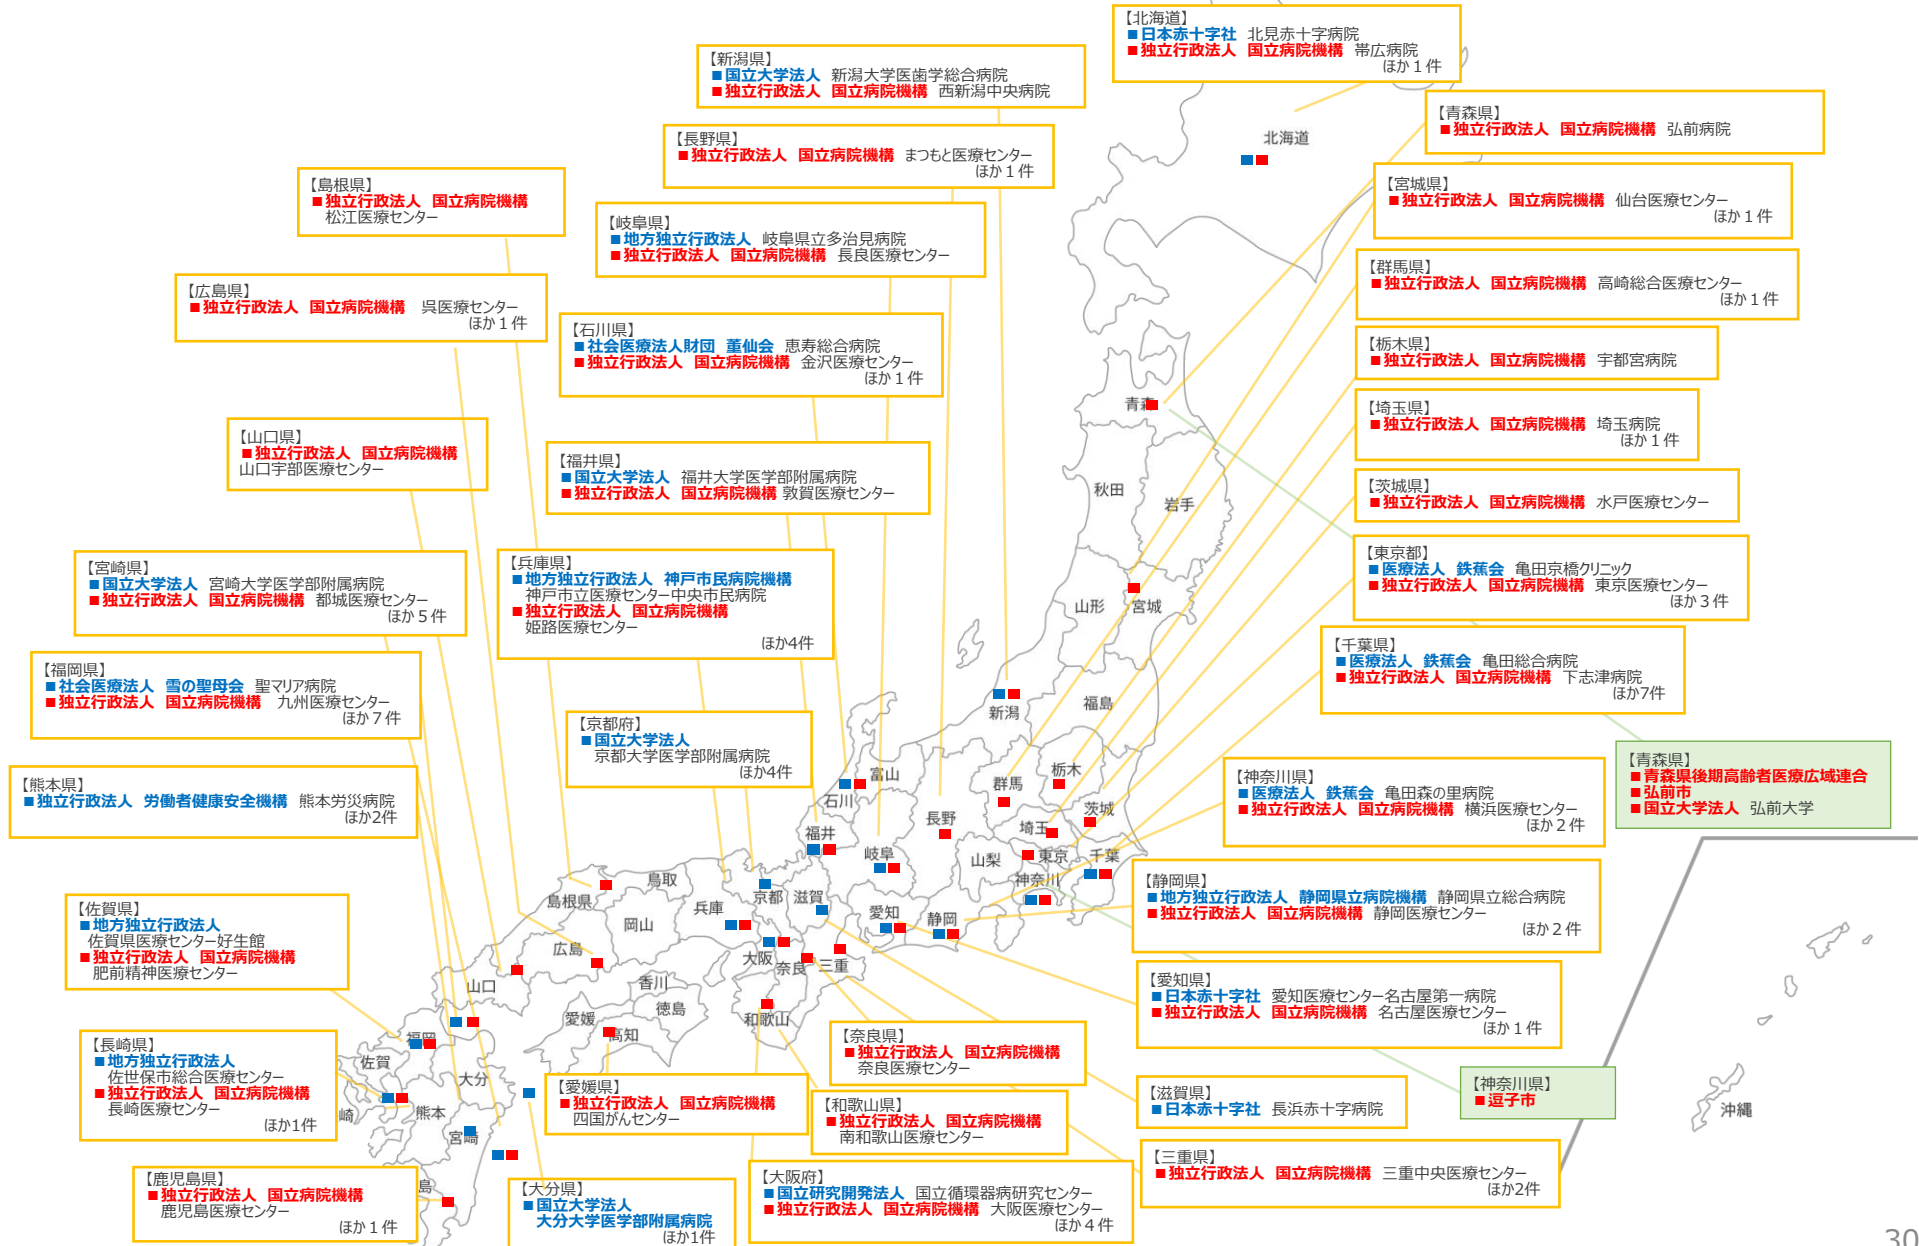 【北海道】
■日本赤十字社 北見赤十字病院
■独立行政法人 国立病院機構 帯広病院
ほか１件
【新潟県】
■国立大学法人 新潟大学医歯学総合病院
■独立行政法人 国立病院機構 西新潟中央病院
【青森県】
■独立行政法人 国立病院機構 弘前病院
【長野県】
■独立行政法人 国立病院機構 まつもと医療センター
ほか１件
【島根県】
■独立行政法人 国立病院機構
松江医療センター
【宮城県】
■独立行政法人 国立病院機構 仙台医療センター
ほか１件
【岐阜県】
■地方独立行政法人 岐阜県立多治見病院
■独立行政法人 国立病院機構 長良医療センター
【群馬県】
■独立行政法人 国立病院機構 高崎総合医療センター
ほか１件
【広島県】
■独立行政法人 国立病院機構 呉医療センター
ほか１件
【石川県】
■社会医療法人財団 董仙会 恵寿総合病院
■独立行政法人 国立病院機構 金沢医療センター
ほか１件
【栃木県】
■独立行政法人 国立病院機構 宇都宮病院
【埼玉県】
■独立行政法人 国立病院機構 埼玉病院
ほか１件
【山口県】
■独立行政法人 国立病院機構
山口宇部医療センター
【福井県】
■国立大学法人 福井大学医学部附属病院
■独立行政法人 国立病院機構 敦賀医療センター
【茨城県】
■独立行政法人 国立病院機構 水戸医療センター
【東京都】
■医療法人 鉄蕉会 亀田京橋クリニック
■独立行政法人 国立病院機構 東京医療センター
ほか３件
【宮崎県】
■国立大学法人 宮崎大学医学部附属病院
■独立行政法人 国立病院機構 都城医療センター
ほか５件
【兵庫県】
■地方独立行政法人 神戸市民病院機構
神戸市立医療センター中央市民病院
■独立行政法人 国立病院機構
姫路医療センター
ほか4件
【千葉県】
■医療法人 鉄蕉会 亀田総合病院
■独立行政法人 国立病院機構 下志津病院
ほか7件
【福岡県】
■社会医療法人 雪の聖母会 聖マリア病院
■独立行政法人 国立病院機構 九州医療センター
ほか７件
【京都府】
■国立大学法人
京都大学医学部附属病院
ほか4件
【青森県】
■青森県後期高齢者医療広域連合
■弘前市
■国立大学法人 弘前大学
【神奈川県】
■医療法人 鉄蕉会 亀田森の里病院
■独立行政法人 国立病院機構 横浜医療センター
ほか２件
【熊本県】
■独立行政法人 労働者健康安全機構 熊本労災病院
ほか2件
【静岡県】
■地方独立行政法人 静岡県立病院機構 静岡県立総合病院
■独立行政法人 国立病院機構 静岡医療センター
ほか２件
【佐賀県】
■地方独立行政法人
佐賀県医療センター好生館
■独立行政法人 国立病院機構
肥前精神医療センター
【愛知県】
■日本赤十字社 愛知医療センター名古屋第一病院
■独立行政法人 国立病院機構 名古屋医療センター
ほか１件
【長崎県】
■地方独立行政法人
佐世保市総合医療センター
■独立行政法人 国立病院機構
長崎医療センター
ほか1件
【奈良県】
■独立行政法人 国立病院機構
奈良医療センター
【愛媛県】
■独立行政法人 国立病院機構
四国がんセンター
【滋賀県】
■日本赤十字社 長浜赤十字病院
【神奈川県】
■逗子市
【和歌山県】
■独立行政法人 国立病院機構
南和歌山医療センター
【三重県】
■独立行政法人 国立病院機構 三重中央医療センター
ほか2件
【鹿児島県】
■独立行政法人 国立病院機構
鹿児島医療センター
ほか１件
【大分県】
■国立大学法人
大分大学医学部附属病院
ほか1件
【大阪府】
■国立研究開発法人 国立循環器病研究センター
■独立行政法人 国立病院機構 大阪医療センター
ほか４件
北海道
青森
秋田
岩手
山形
宮城
新潟
福島
富山
石川
群馬
栃木
茨城
長野
埼玉
福井
岐阜
山梨
東京
千葉
神奈川
鳥取
島根県
京都
滋賀
兵庫
岡山
愛知
静岡
広島
大阪
奈良
三重
山口
香川
徳島
和歌山
愛媛
高知
福岡
佐賀
大分
崎
熊本
宮崎
島
沖縄
30